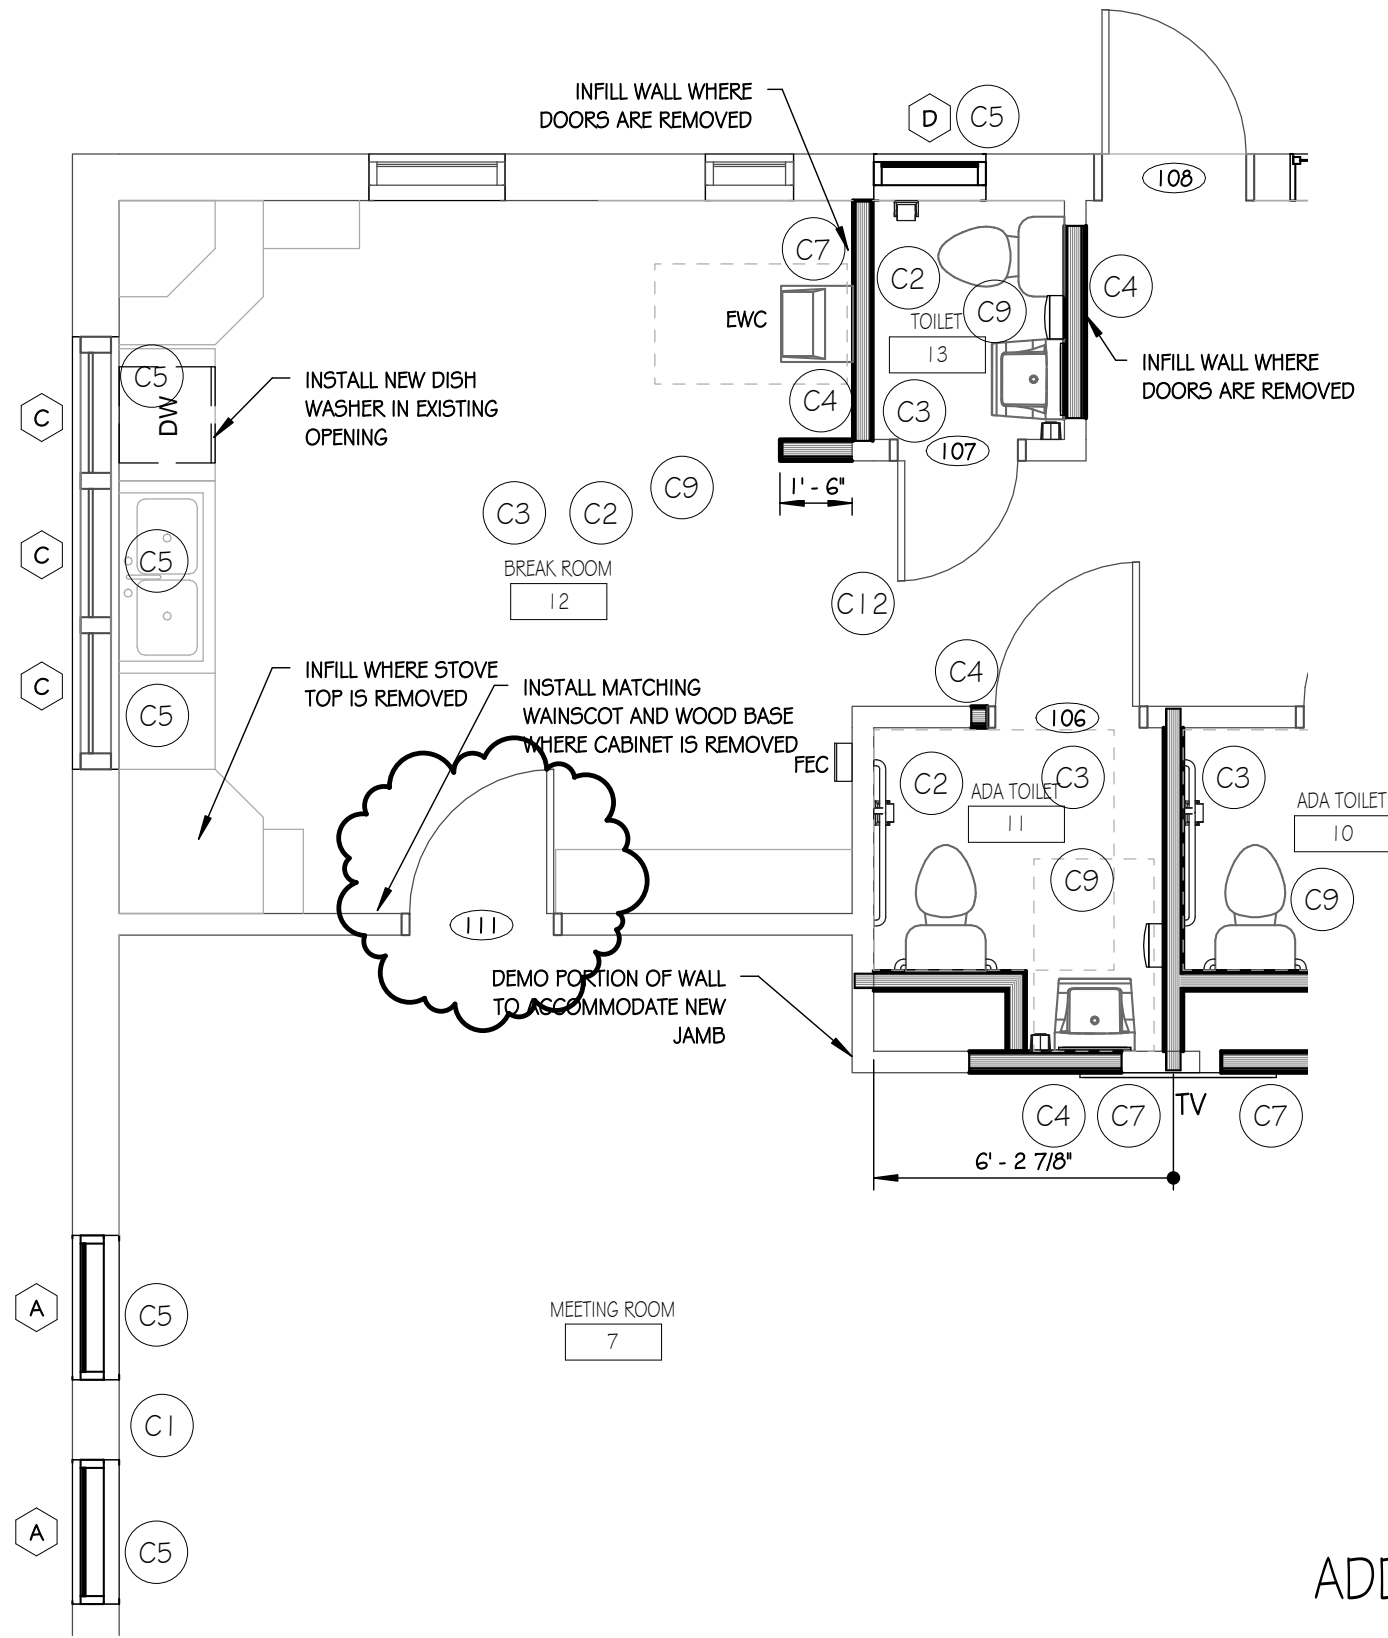 INFILL WALL WHERE
DOORS ARE REMOVED
D
C5
108
C7
C2
C9
C4
EWC
TOILET
13
INFILL WALL WHERE
DOORS ARE REMOVED
C5
DW
INSTALL NEW DISH
WASHER IN EXISTING
OPENING
C
C4
C3
107
1' - 6"
C9
C3
C2
C
C5
BREAK ROOM
12
C12
C4
INFILL WHERE STOVE
TOP IS REMOVED
INSTALL MATCHING
WAINSCOT AND WOOD BASE
WHERE CABINET IS REMOVED
C
C5
106
FEC
C2
C3
C3
ADA TOILET
11
ADA TOILET
10
C9
C9
111
DEMO PORTION OF WALL
TO ACCOMMODATE NEW
JAMB
C4
C7
TV
C7
6' - 2 7/8"
A
C5
MEETING ROOM
7
C1
A
C5